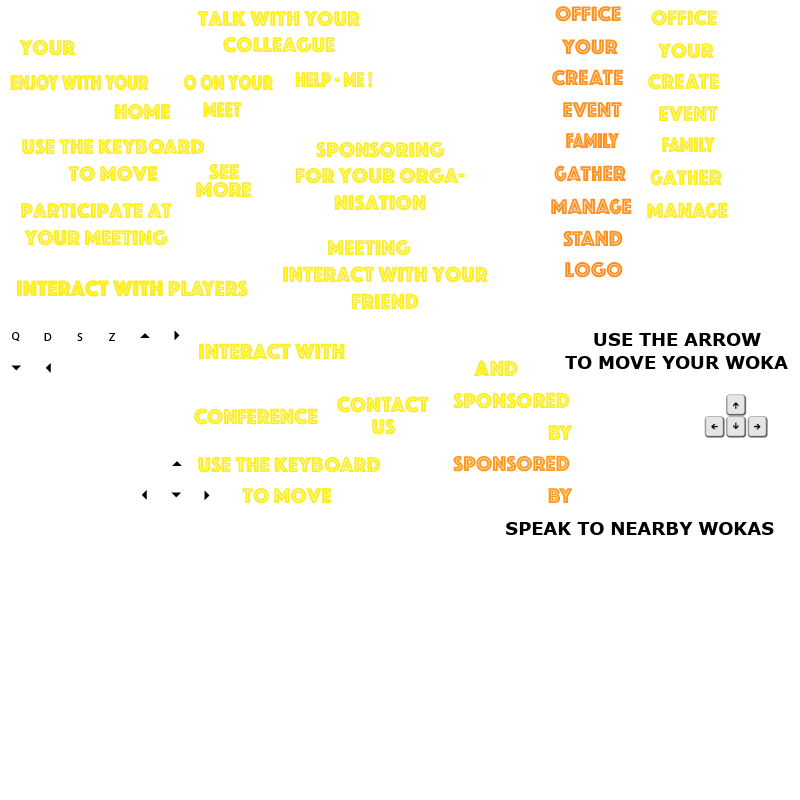 TALK WITH YOUR
COLLEAGUE
YOUR
ENJOY WITH YOUR
O ON YOUR
HELP - ME !
HOME
MEET
USE THE KEYBOARD
TO MOVE
SEE
MORE
PARTICIPATE AT
YOUR MEETING
INTERACT WITH PLAYERS
SPONSORING
FOR YOUR ORGA-
NISATION
MEETING
INTERACT WITH YOUR
FRIEND
OFFICE
YOUR
CREATE
EVENT
FAMILY
GATHER
MANAGE
STAND
LOGO
OFFICE
YOUR
CREATE
EVENT
FAMILY
GATHER
MANAGE
Q D S Z
INTERACT WITH
USE THE ARROW
TO MOVE YOUR WOKA
AND
CONFERENCE
CONTACT
US
SPONSORED
BY
USE THE KEYBOARD
TO MOVE
SPONSORED
BY
SPEAK TO NEARBY WOKAS